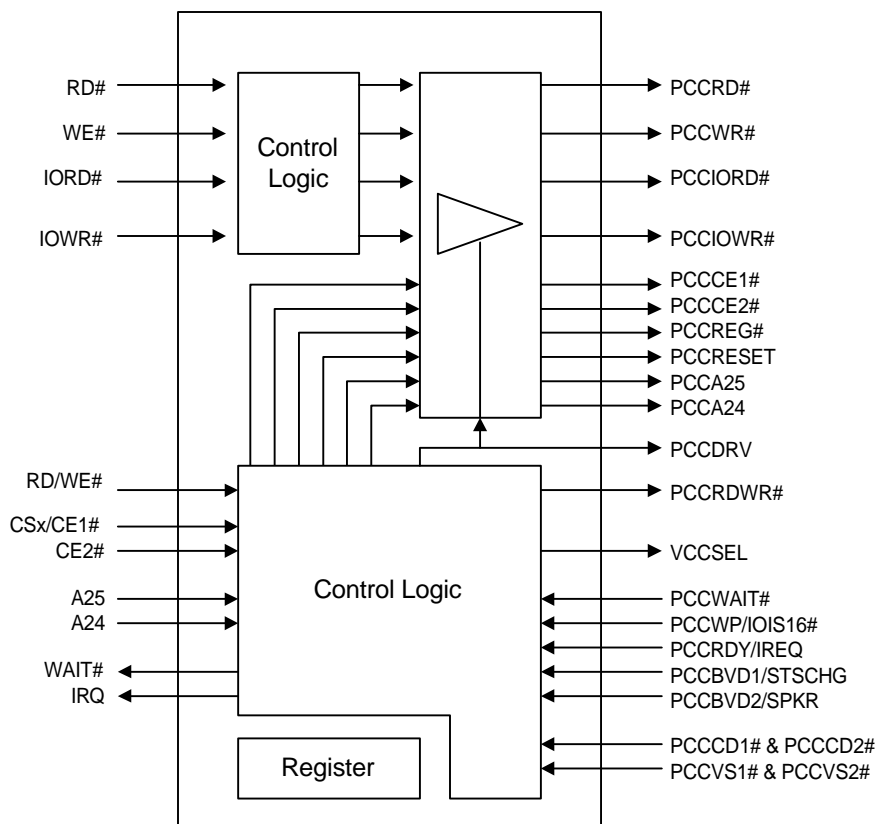 RD#
WE#
IORD#
IOWR#
Control
Logic
PCCRD#
PCCWR#
PCCIORD#
PCCIOWR#
PCCCE1#
PCCCE2#
PCCREG#
PCCRESET
PCCA25
PCCA24
PCCDRV
RD/WE#
CSx/CE1#
CE2#
A25
A24
WAIT#
IRQ
Control Logic
Register
PCCRDWR#
VCCSEL
PCCWAIT#
PCCWP/IOIS16#
PCCRDY/IREQ
PCCBVD1/STSCHG
PCCBVD2/SPKR
PCCCD1# & PCCCD2#
PCCVS1# & PCCVS2#